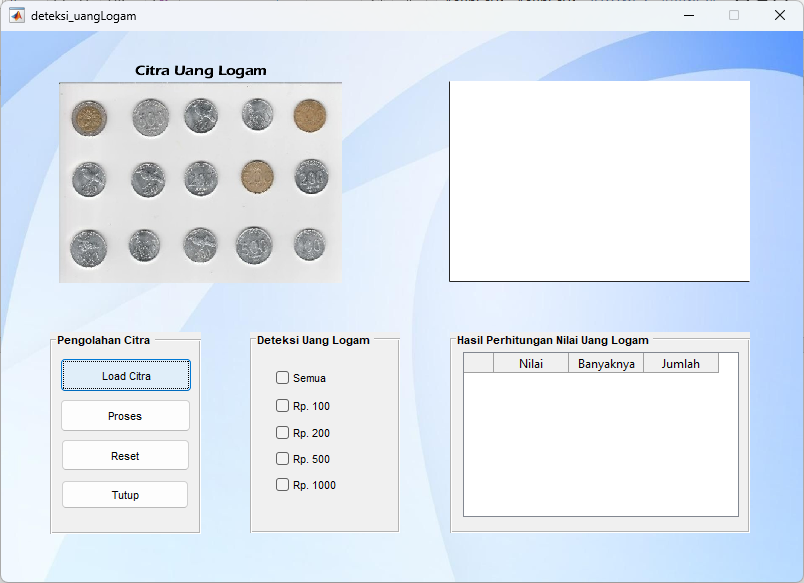 deteksi_uangLogam
Citra Uang Logam
Pengolahan Citra
Load Citra
Proses
Reset
Tutup
Deteksi Uang Logam
Semua
Rp. 100
Rp. 200
Rp. 500
Rp. 1000
Hasil Perhitungan Nilai Uang Logam
Nilai Banyaknya Jumlah